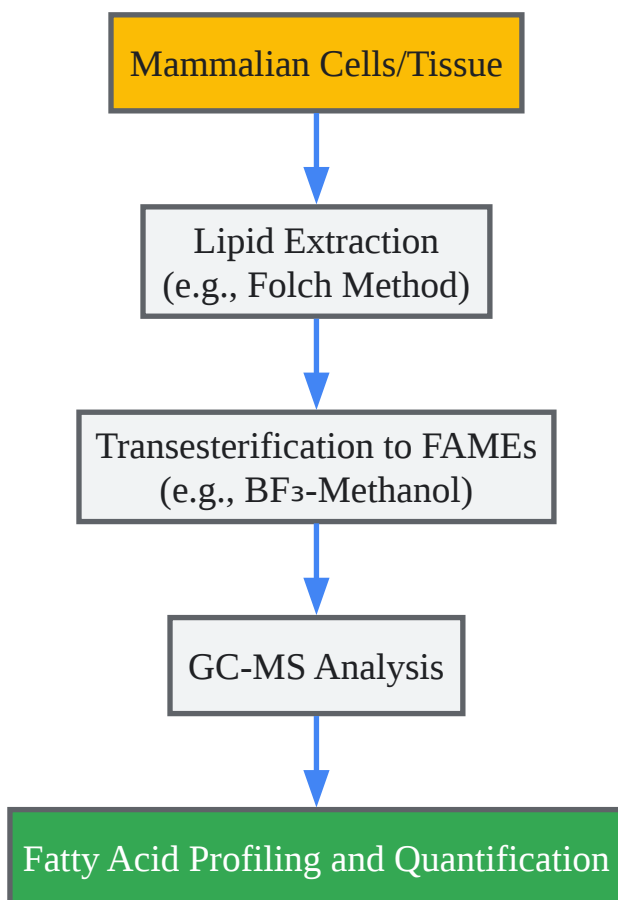 Mammalian Cells/Tissue
Lipid Extraction
(e.g., Folch Method)
Transesterification to FAMEs
(e.g., BF₃-Methanol)
GC-MS Analysis
Fatty Acid Profiling and Quantification